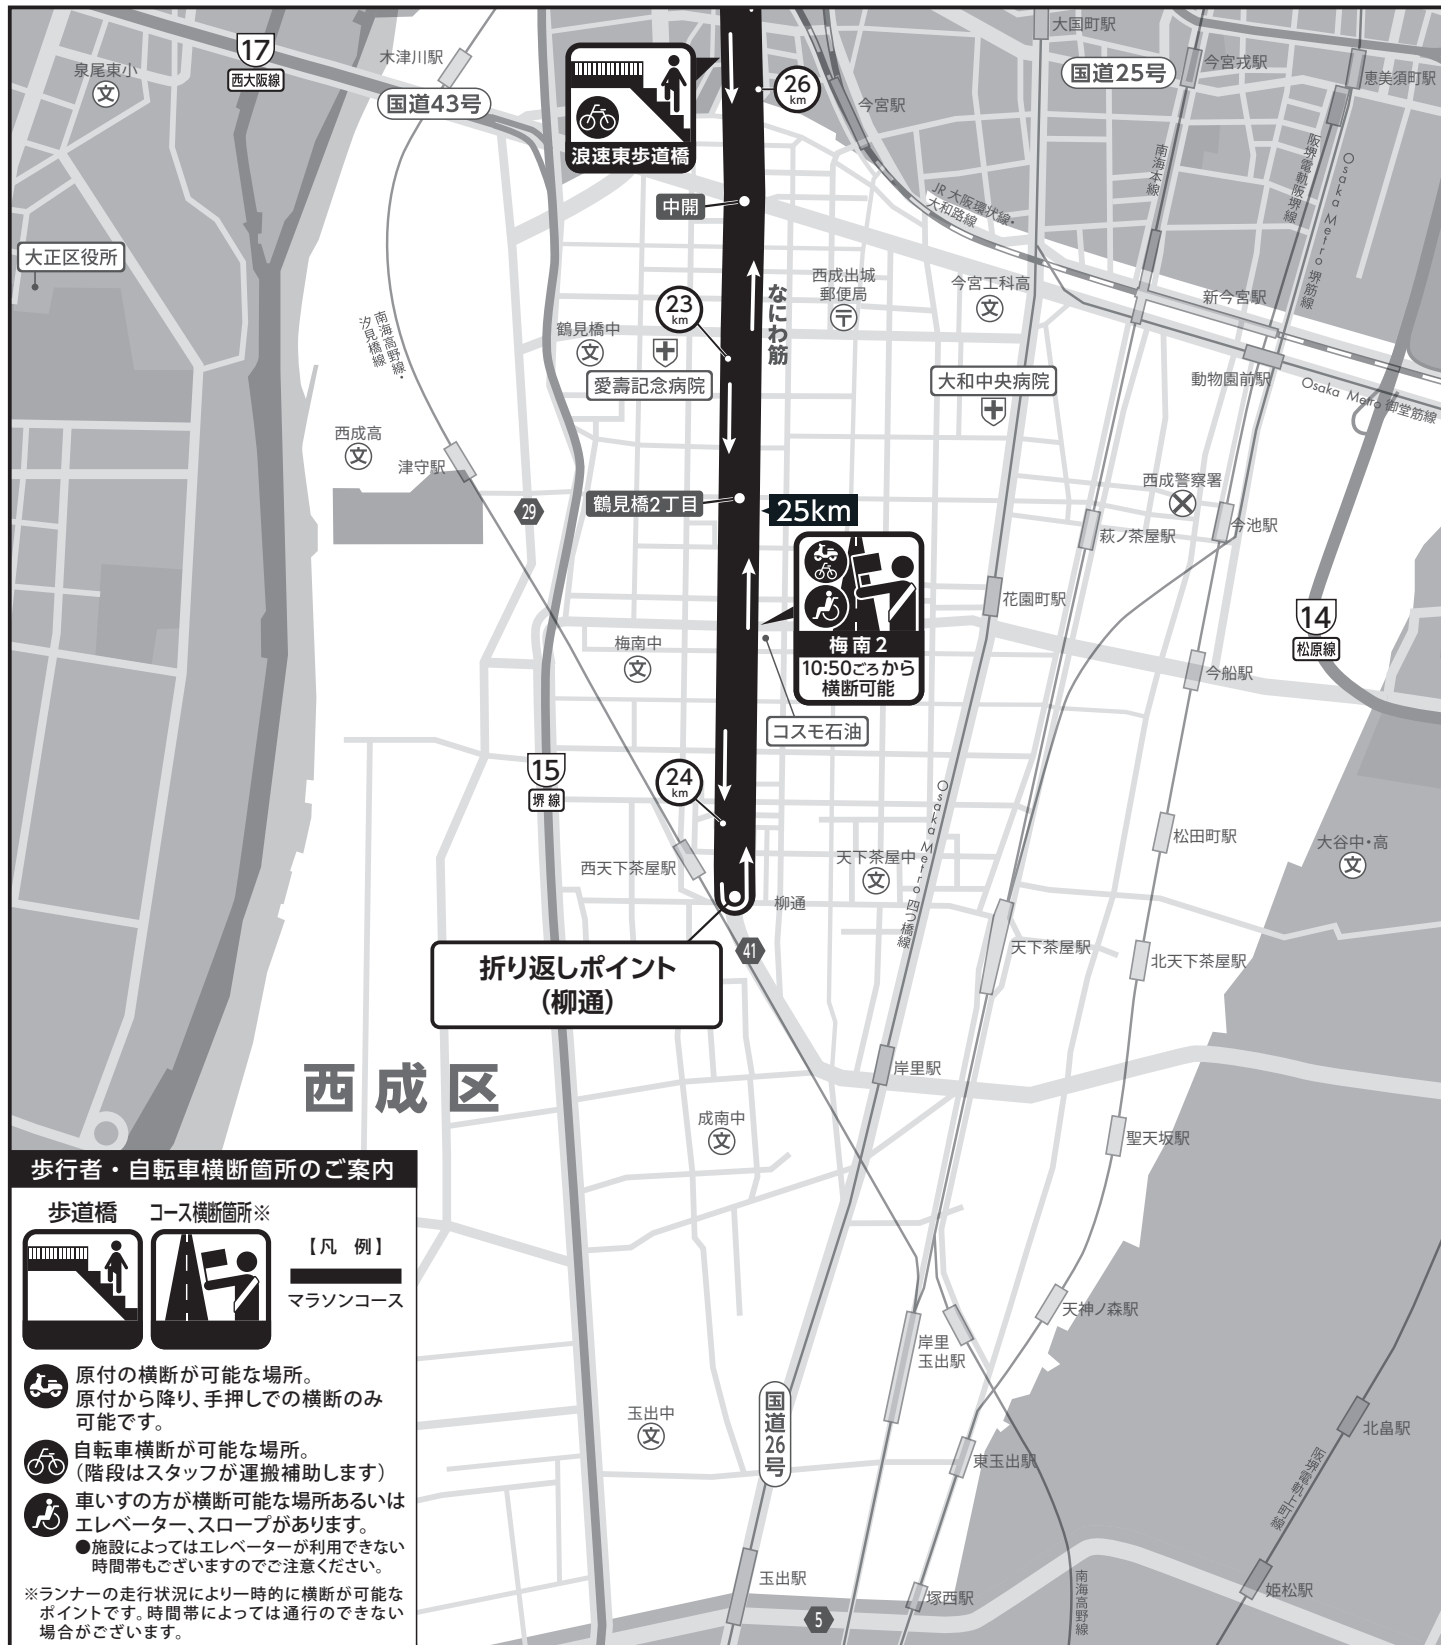 17
西大阪線
泉尾東小
文
木津川駅
国道43号
浪速東歩道橋
26
km
今宮駅
大国町駅
国道25号
今宮戎駅
恵美須町駅
南海本線
阪堺電軌阪堺線
Osaka Metro 堺筋線
JR 大阪環状線・
大和路線
中開
大正区役所
西成出城
郵便局
今宮工科高
文
新今宮駅
なにわ筋
23
km
鶴見橋中
文
愛壽記念病院
南海高野線・
汐見橋線
大和中央病院
動物園前駅
Osaka Metro 御堂筋線
西成高
文
津守駅
29
鶴見橋2丁目
25km
西成警察署
萩ノ茶屋駅
今池駅
花園町駅
梅南2
10:50ごろから
横断可能
14
松原線
梅南中
文
今船駅
コスモ石油
15
堺線
24
km
Osaka Metro 四つ橋線
松田町駅
大谷中・高
文
西天下茶屋駅
天下茶屋中
文
柳通
折り返しポイント
(柳通)
41
天下茶屋駅
北天下茶屋駅
西成区
岸里駅
成南中
文
聖天坂駅
天神ノ森駅
岸里
玉出駅
国道26号
玉出中
文
東玉出駅
北畠駅
阪堺電軌上町線
玉出駅
塚西駅
南海高野線
姫松駅
5
歩行者・自転車横断箇所のご案内
歩道橋
コース横断箇所※
【凡 例】
マラソンコース
原付の横断が可能な場所。
原付から降り、手押しでの横断のみ
可能です。
自転車横断が可能な場所。
(階段はスタッフが運搬補助します)
車いすの方が横断可能な場所あるいは
エレベーター、スロープがあります。
●施設によってはエレベーターが利用できない
時間帯もございますのでご注意ください。
※ランナーの走行状況により一時的に横断が可能な
ポイントです。時間帯によっては通行のできない
場合がございます。